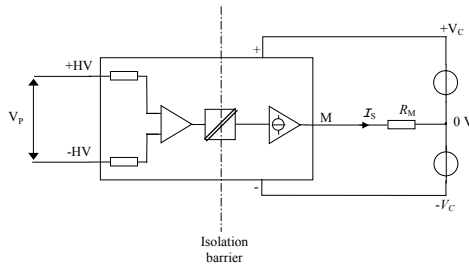 +V_C
+HV
+
V_P
M
I_S
R_M
0 V
-HV
-
-V_C
Isolation
barrier